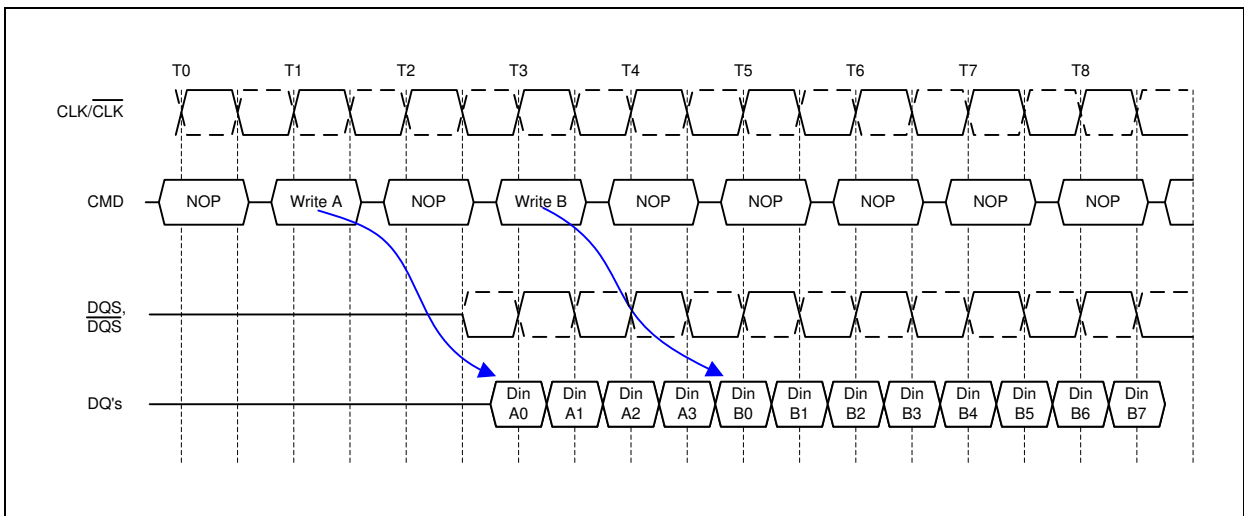 T0 T1 T2 T3 T4 T5 T6 T7 T8
CLK/CLK
CMD NOP Write A NOP Write B NOP NOP NOP NOP NOP
DQS,
DQS
DQ's Din Din Din Din Din Din Din Din Din Din Din Din
A0 A1 A2 A3 B0 B1 B2 B3 B4 B5 B6 B7